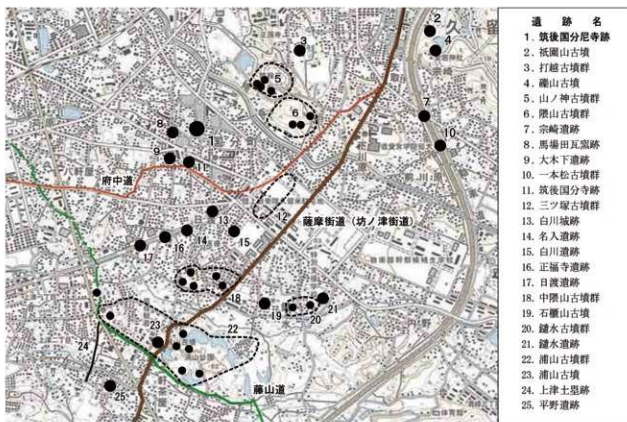 遺跡名
1. 筑後国分尼寺跡
2. 祇園山古墳
3. 打越古墳群
4. 礫山古墳
5. 山ノ神古墳群
6. 隈山古墳群
7. 宗崎遺跡
8. 馬場田瓦窯跡
9. 大木下遺跡
10. 一本松古墳群
11. 筑後国分寺跡
12. 三ツ塚古墳群
13. 白川城跡
14. 名入遺跡
15. 白川遺跡
16. 正福寺遺跡
17. 日渡遺跡
18. 中隈山古墳群
19. 石櫃山古墳
20. 鑓水古墳群
21. 鑓水遺跡
22. 浦山古墳群
23. 浦山古墳
24. 上津土塁跡
25. 平野遺跡
府中道
薩摩街道(坊ノ津街道)
藤山道
1
2
3
4
5
6
7
8
9
10
11
12
13
14
15
16
17
18
19
20
21
22
23
24
25